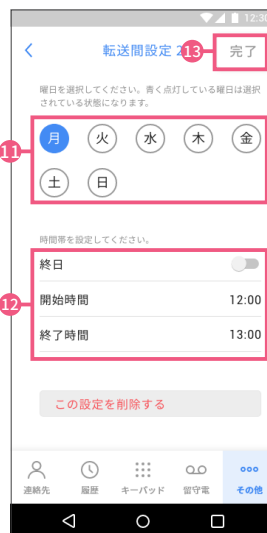 12:30
転送間設定 2
13
完了
曜日を選択してください。青く点灯している曜日は選択
されている状態になります。
11
月 火 水 木 金
土 日
時間帯を設定してください。
終日
12
開始時間 12:00
終了時間 13:00
この設定を削除する
連絡先 履歴 キーパッド 留守電 その他